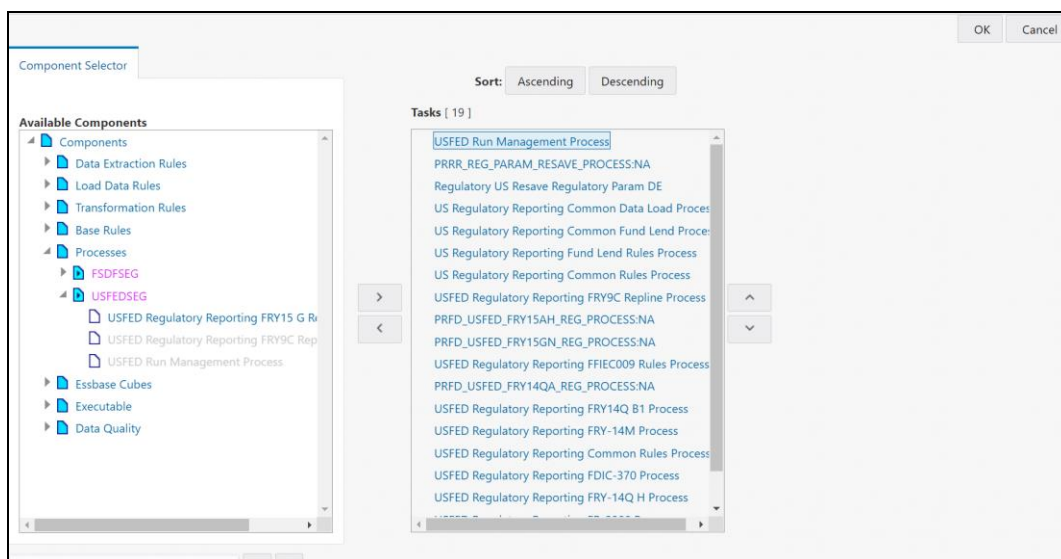 OK Cancel
Component Selector
Sort: Ascending Descending
Tasks [ 19 ]
Available Components
Components
Data Extraction Rules
Load Data Rules
Transformation Rules
Base Rules
Processes
FSDFSEG
USFEDSEG
USFED Regulatory Reporting FRY15 G
USFED Regulatory Reporting FRY9C Rep
USFED Run Management Process
Essbase Cubes
Executable
Data Quality
USFED Run Management Process
PRRR_REG_PARAM_RESAVE_PROCESS:NA
Regulatory US Resave Regulatory Param DE
US Regulatory Reporting Common Data Load Proces
US Regulatory Reporting Common Fund Lend Proce
US Regulatory Reporting Fund Lend Rules Process
US Regulatory Reporting Common Rules Process
USFED Regulatory Reporting FRY9C Repline Process
PRFD_USFED_FRY15AH_REG_PROCESS:NA
PRFD_USFED_FRY15GN_REG_PROCESS:NA
USFED Regulatory Reporting FFIEC009 Rules Process
PRFD_USFED_FRY14QA_REG_PROCESS:NA
USFED Regulatory Reporting FRY14Q B1 Process
USFED Regulatory Reporting FRY-14M Process
USFED Regulatory Reporting Common Rules Process
USFED Regulatory Reporting FDIC-370 Process
USFED Regulatory Reporting FRY-14Q H Process